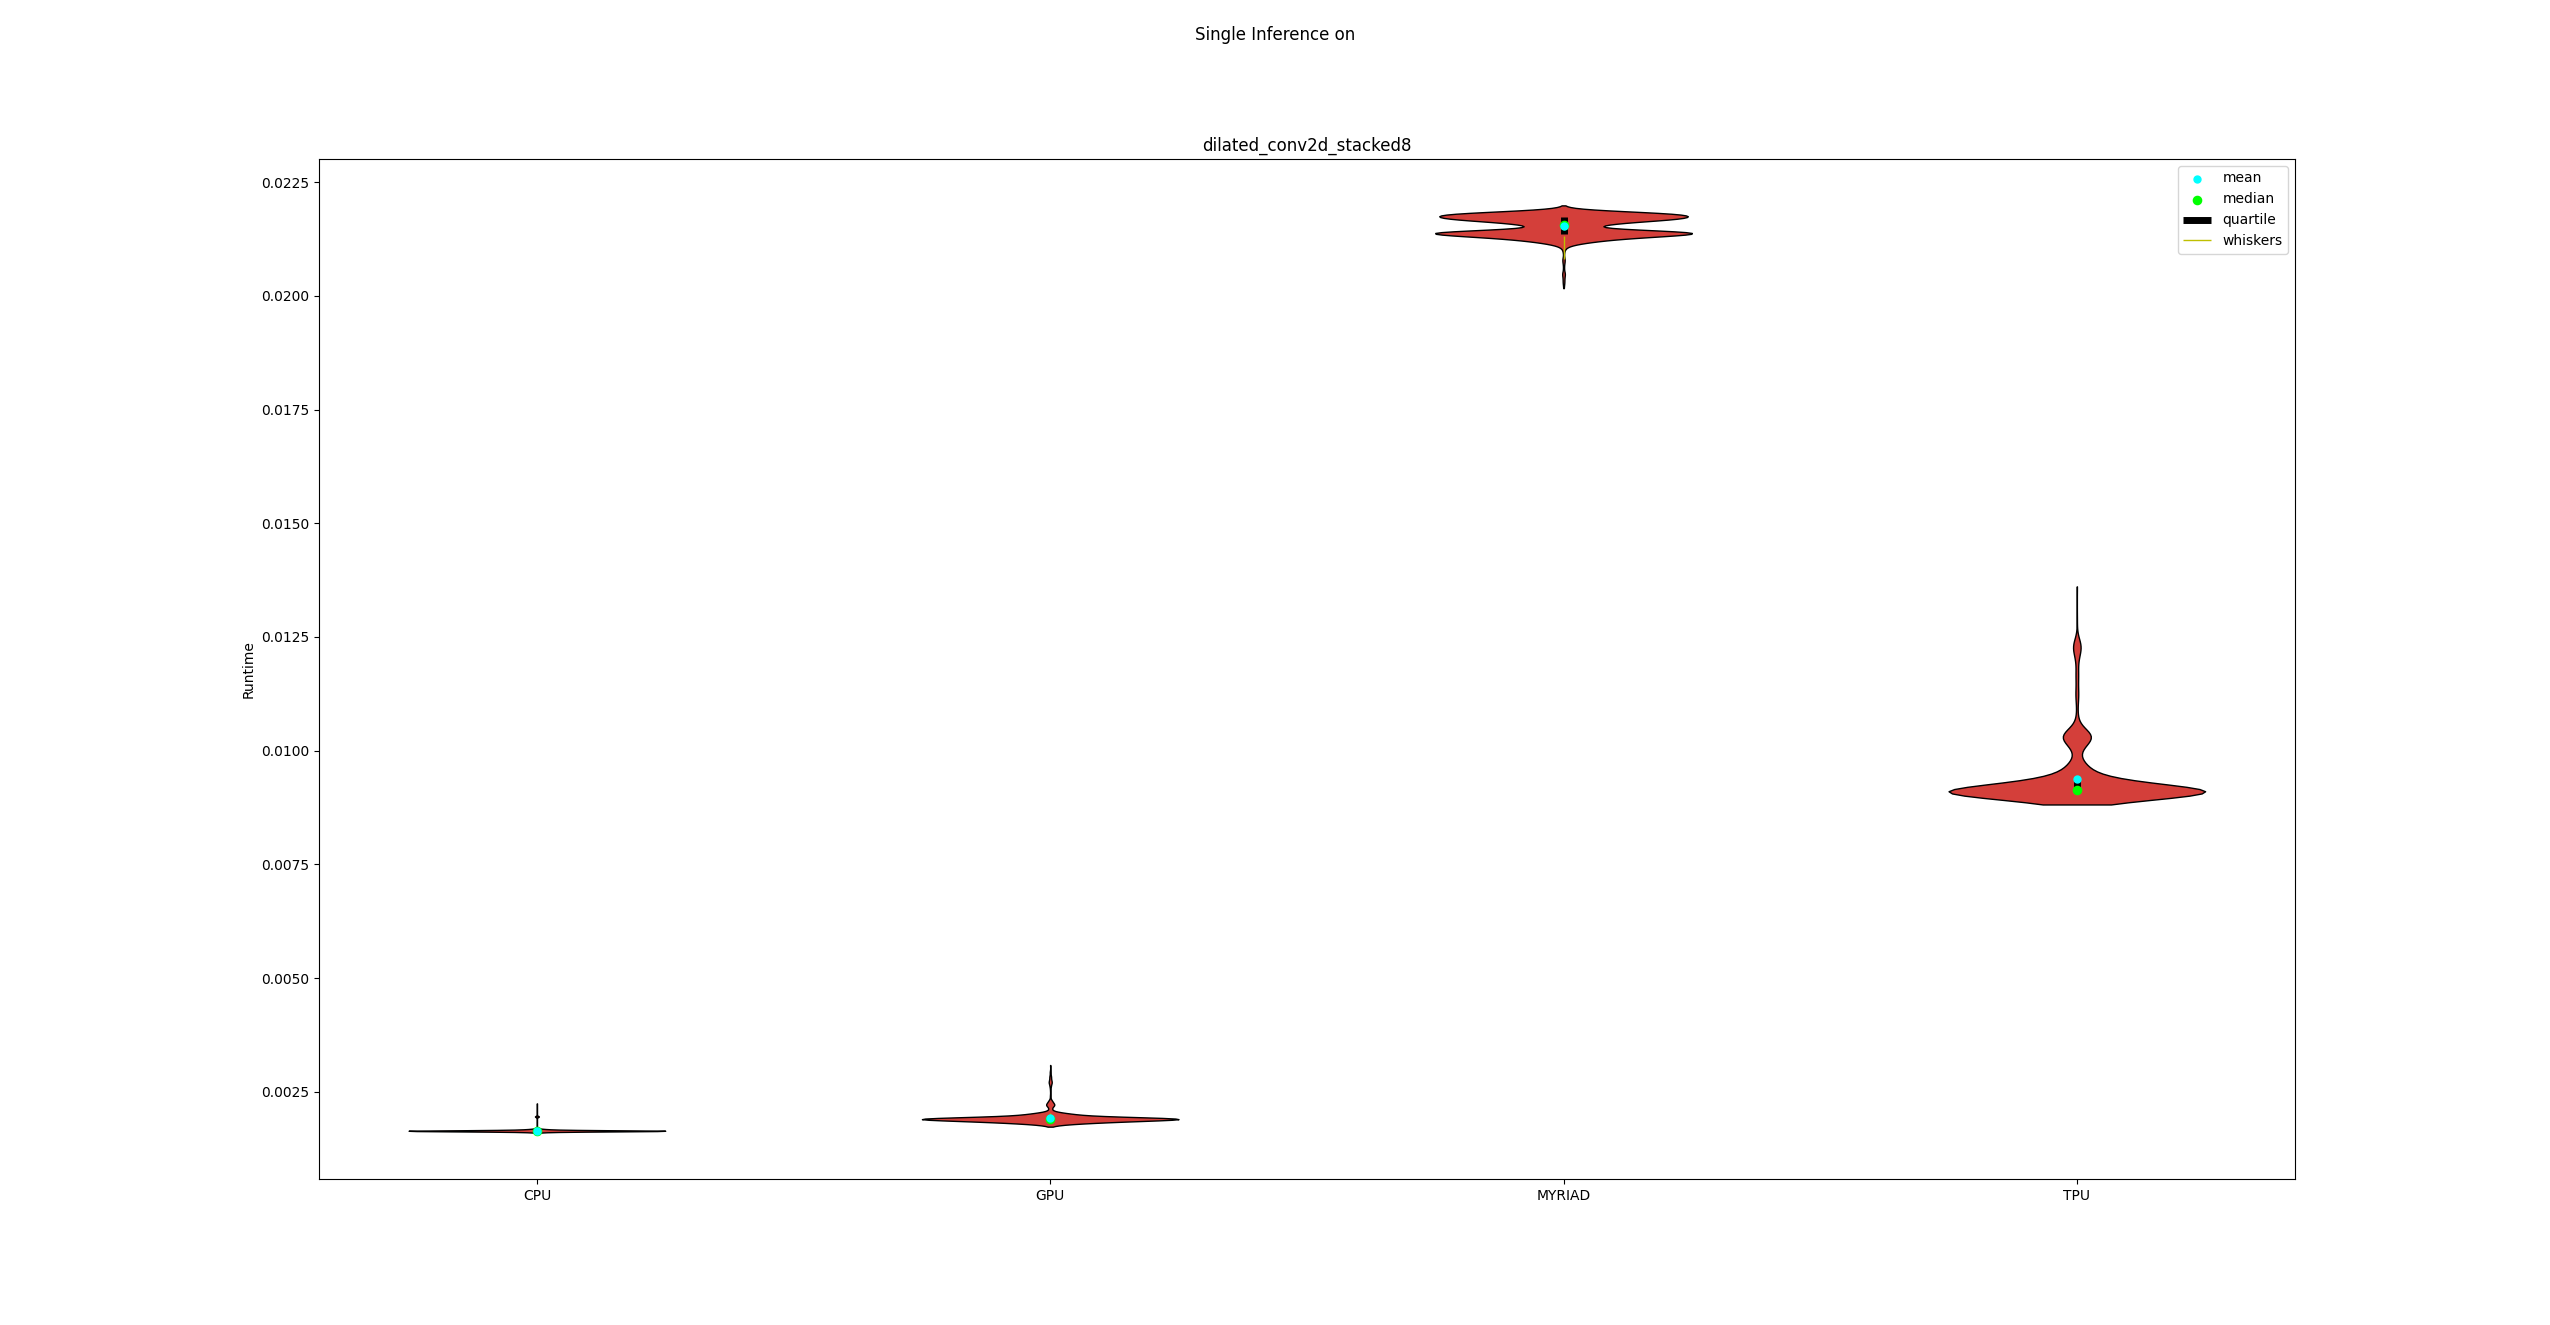 Single Inference on
dilated_conv2d_stacked8
mean
median
quartile
whiskers
Runtime
0.0225
0.0200
0.0175
0.0150
0.0125
0.0100
0.0075
0.0050
0.0025
CPU
GPU
MYRIAD
TPU